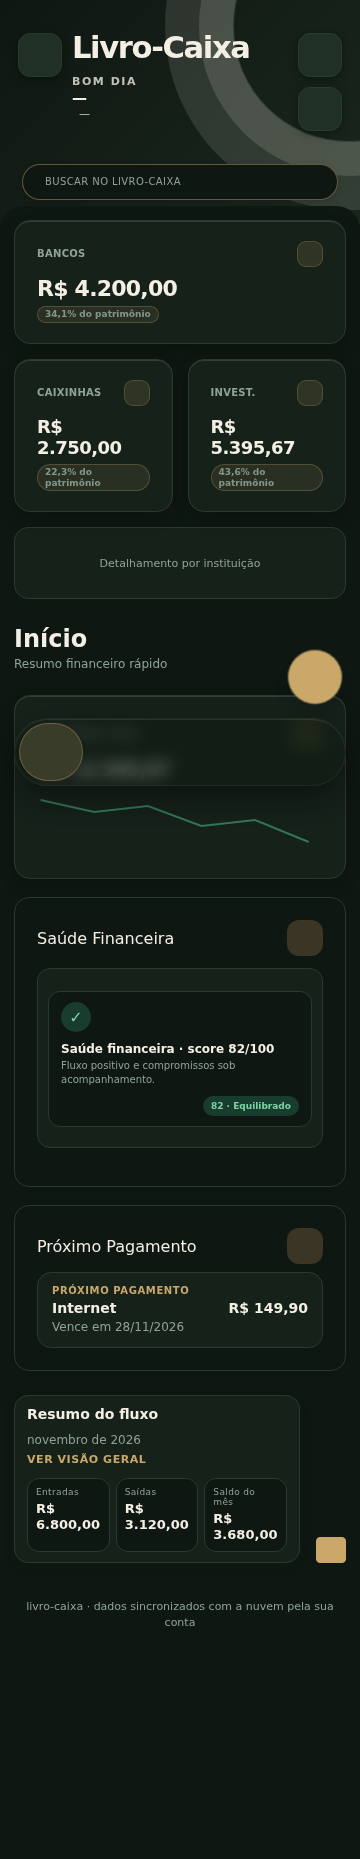 Livro-Caixa
BOM DIA
—
—
BUSCAR NO LIVRO-CAIXA
BANCOS
R$ 4.200,00
34,1% do patrimônio
CAIXINHAS
R$
2.750,00
22,3% do
patrimônio
INVEST.
R$
5.395,67
43,6% do
patrimônio
Detalhamento por instituição
Início
Resumo financeiro rápido
Saúde Financeira
✓
Saúde financeira · score 82/100
Fluxo positivo e compromissos sob
acompanhamento.
82 · Equilibrado
Próximo Pagamento
PRÓXIMO PAGAMENTO
Internet R$ 149,90
Vence em 28/11/2026
Resumo do fluxo
novembro de 2026
VER VISÃO GERAL
Entradas
R$
6.800,00
Saídas
R$
3.120,00
Saldo do
mês
R$
3.680,00
livro-caixa · dados sincronizados com a nuvem pela sua
conta